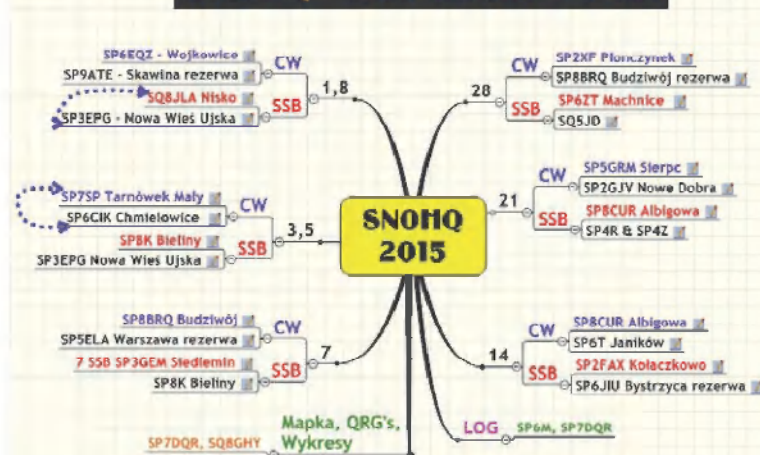 SP6EQZ - Wojkowice
CW
SP9ATE - Skawina rezerwa
1,8
SQ8JLA Nisko
SSB
SP3EPG - Nowa Wieś Ujska
SP7SP Tarnówek Mały
CW
SP6CIK Chmielowice
3,5
SP8K Bieliny
SSB
SP3EPG Nowa Wieś Ujska
SP8BRQ Budziwój
CW
SP5ELA Warszawa rezerwa
7
7 SSB SP3GEM Siedlemin
SSB
SP8K Bieliny
Mapka, QRG's,
Wykresy
SP7DQR, SQ8GHY
SN0HQ
2015
SP2XF Płonczynek
CW
SP8BRQ Budziwój rezerwa
28
SP6ZT Machnice
SSB
SQ5JD
SP5GRM Sierpc
CW
SP2GJV Nowe Dobra
21
SP8CUR Albigowa
SSB
SP4R & SP4Z
SP8CUR Albigowa
CW
SP6T Janików
14
SP2FAX Kołaczkowo
SSB
SP6JIU Bystrzyca rezerwa
LOG
SP6M, SP7DQR